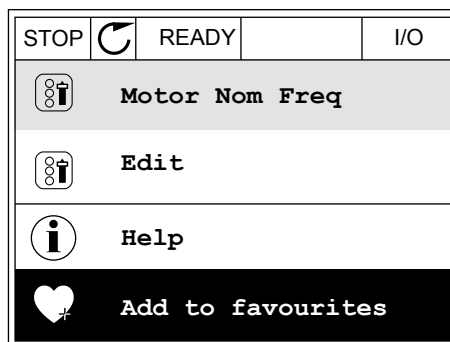 STOP READY I/O
Motor Nom Freq
Edit
Help
Add to favourites